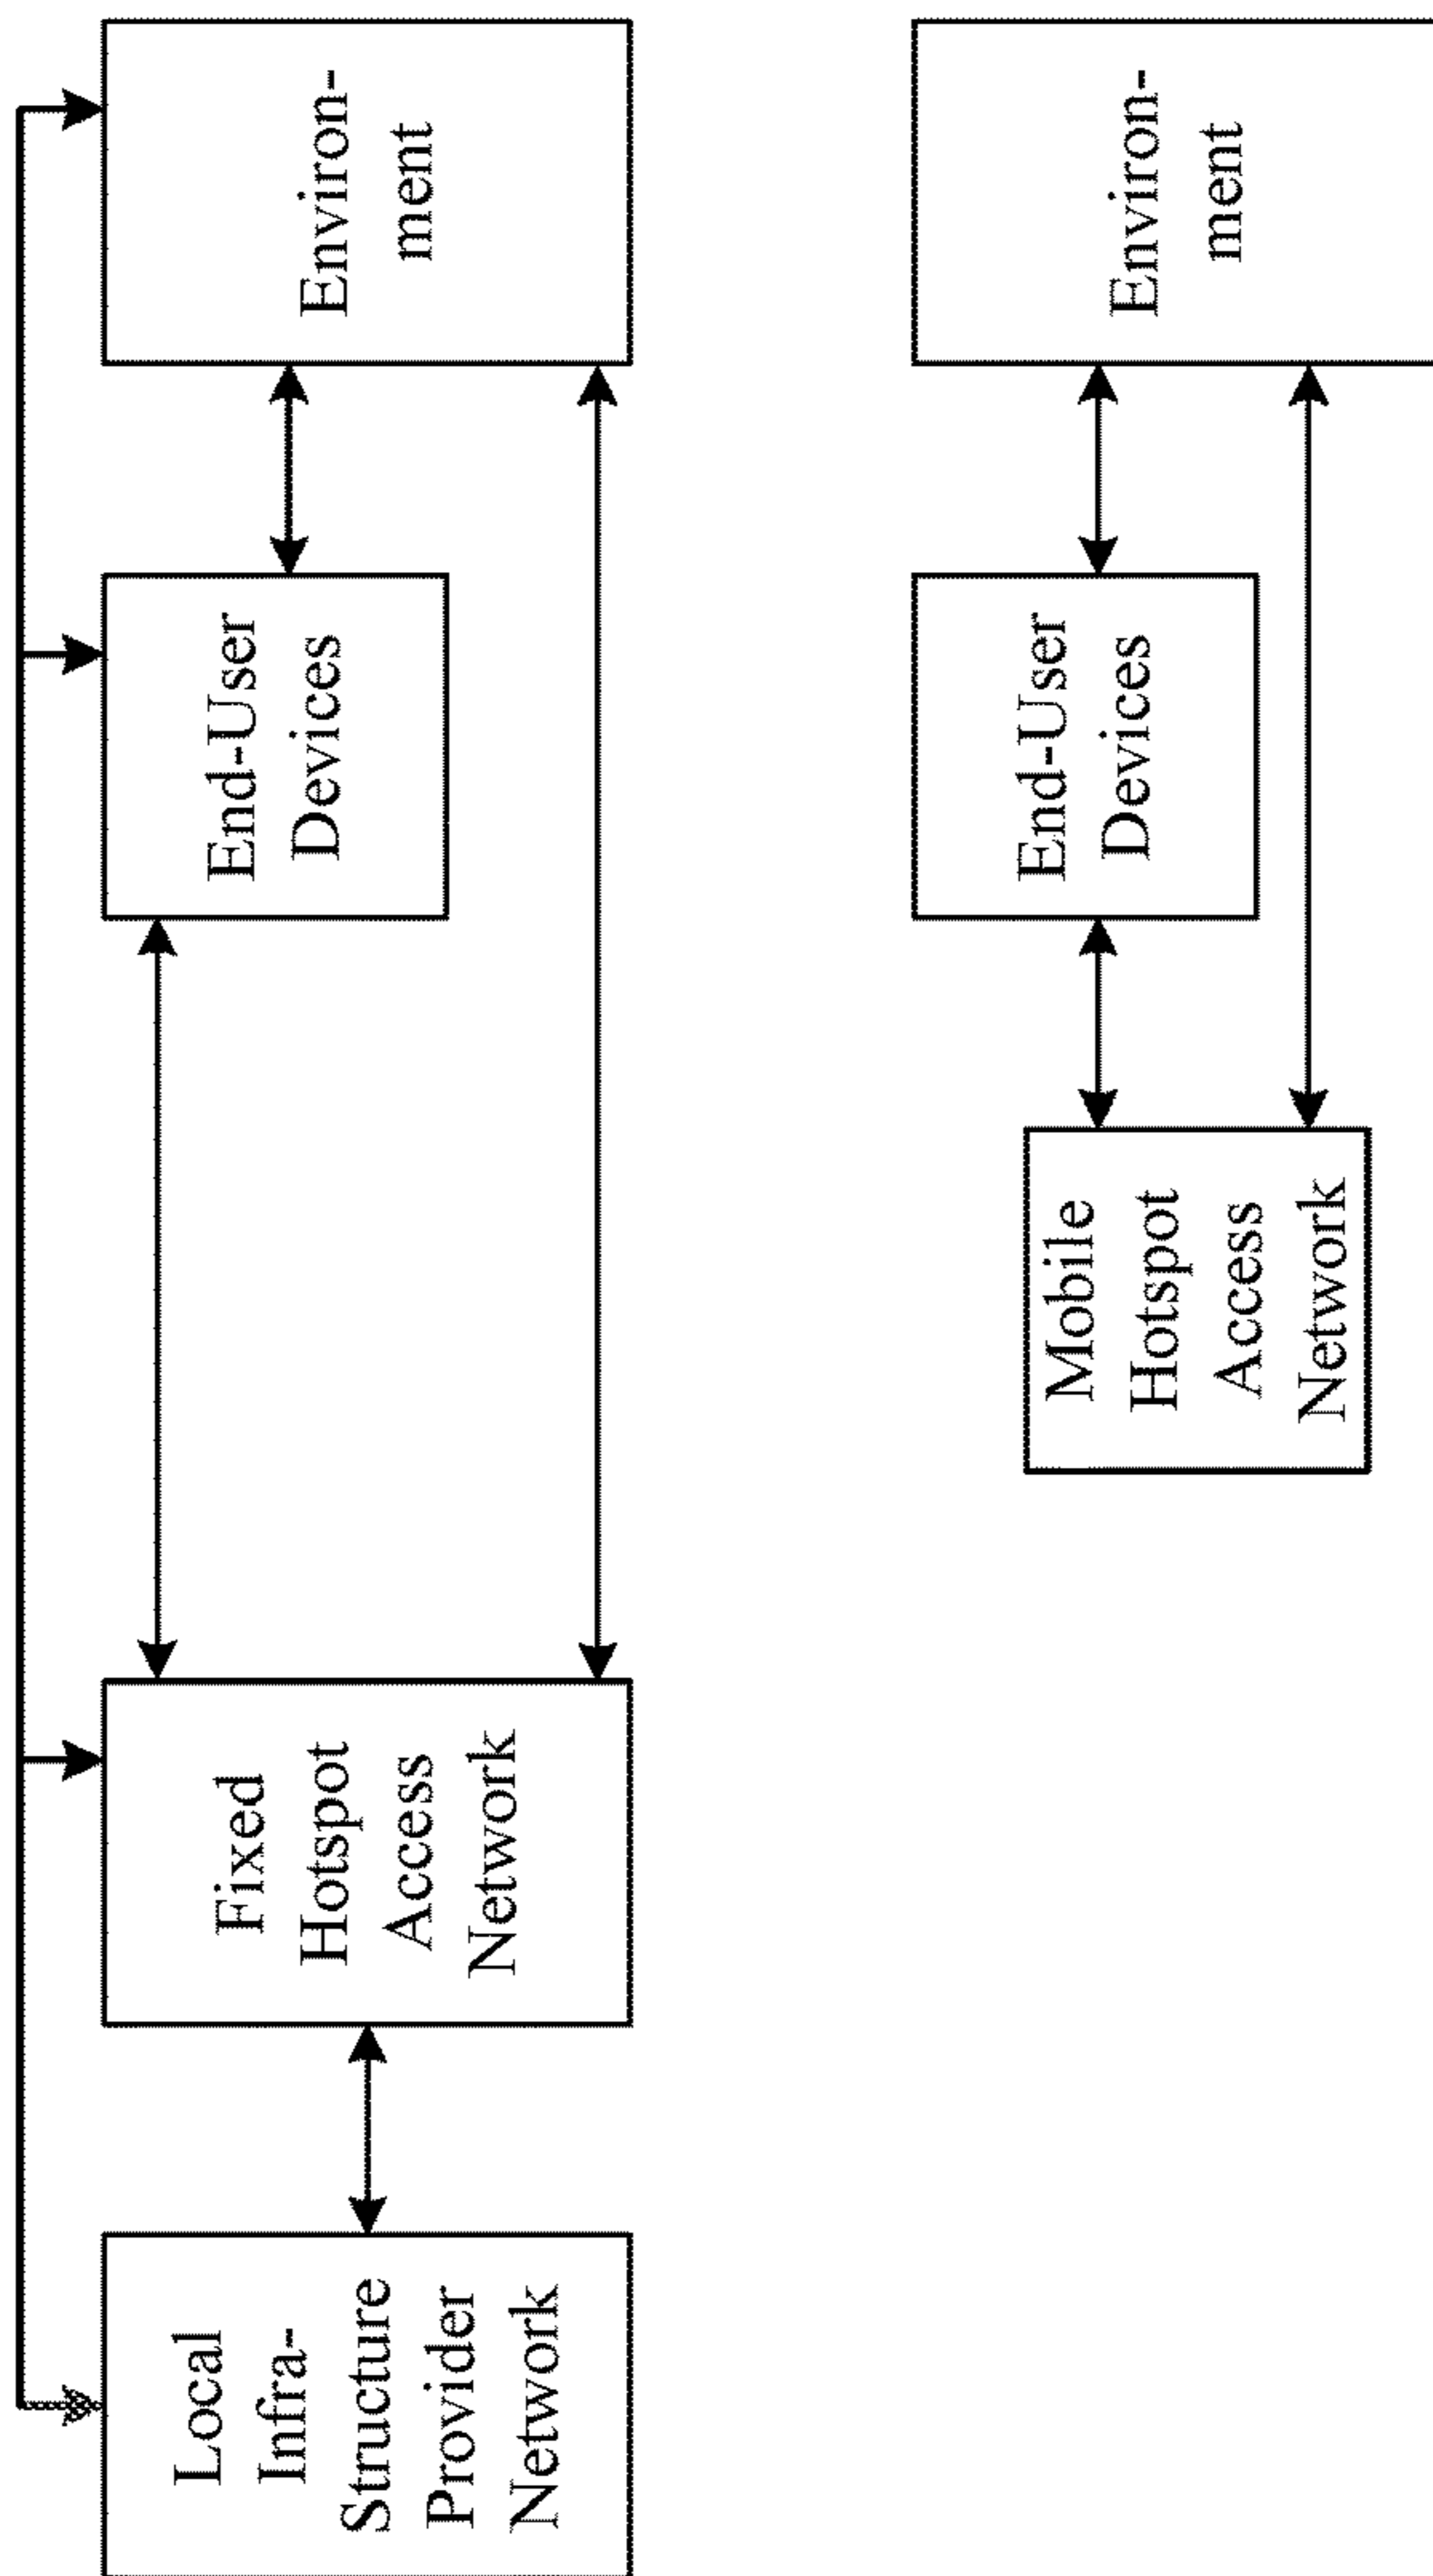 Local
Infra-
Structure
Provider
Network
Fixed
Hotspot
Access
Network
End-User
Devices
Environ-
ment
Mobile
Hotspot
Access
Network
End-User
Devices
Environ-
ment